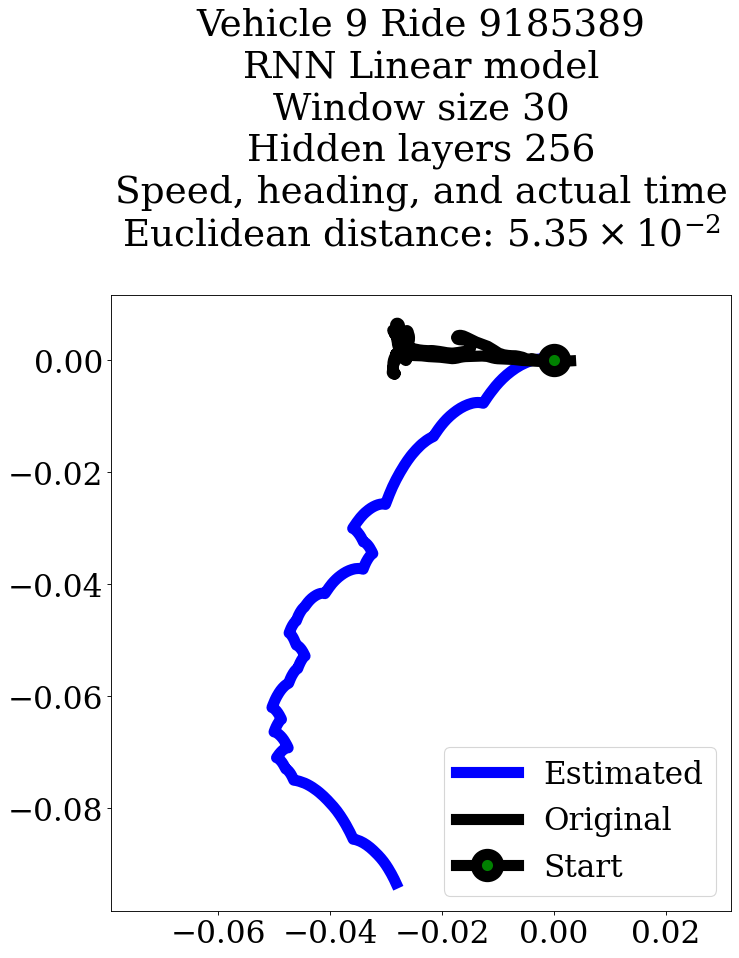 Vehicle 9 Ride 9185389
RNN Linear model
Window size 30
Hidden layers 256
Speed, heading, and actual time
Euclidean distance: 5.35 × 10⁻²
0.00
−0.02
−0.04
−0.06
−0.08
Estimated
Original
Start
−0.06 −0.04 −0.02 0.00 0.02